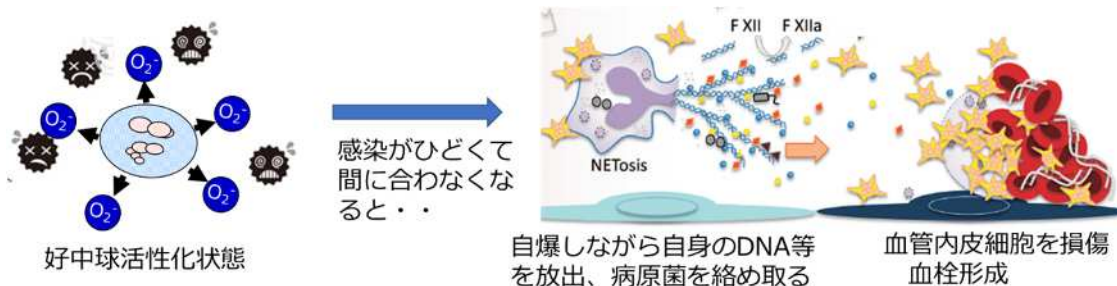 O₂⁻
O₂⁻
O₂⁻
O₂⁻
O₂⁻
好中球活性化状態
感染がひどくて
間に合わなくな
ると・・
F XII
F XIIa
NETosis
自爆しながら自身のDNA等
を放出、病原菌を絡め取る
血管内皮細胞を損傷
血栓形成